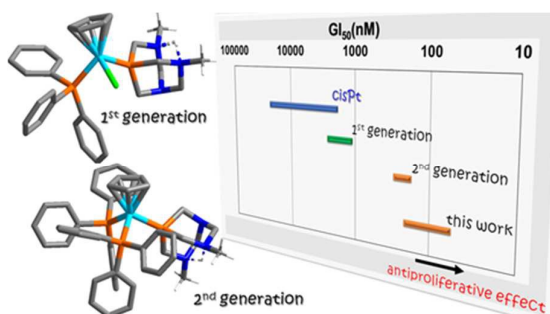 1st generation
2nd generation
GI50(nM)
100000 10000 1000 100 10
cisPt
1st generation
2nd generation
this work
antiproliferative effect